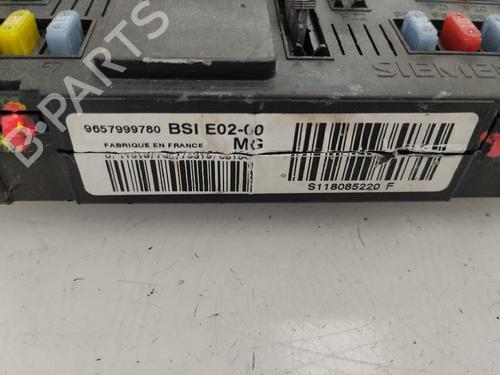 SIEMENS
9657999780 BSI E02-00
FABRIQUE EN FRANCE MG
S118085220 F
B-PARTS